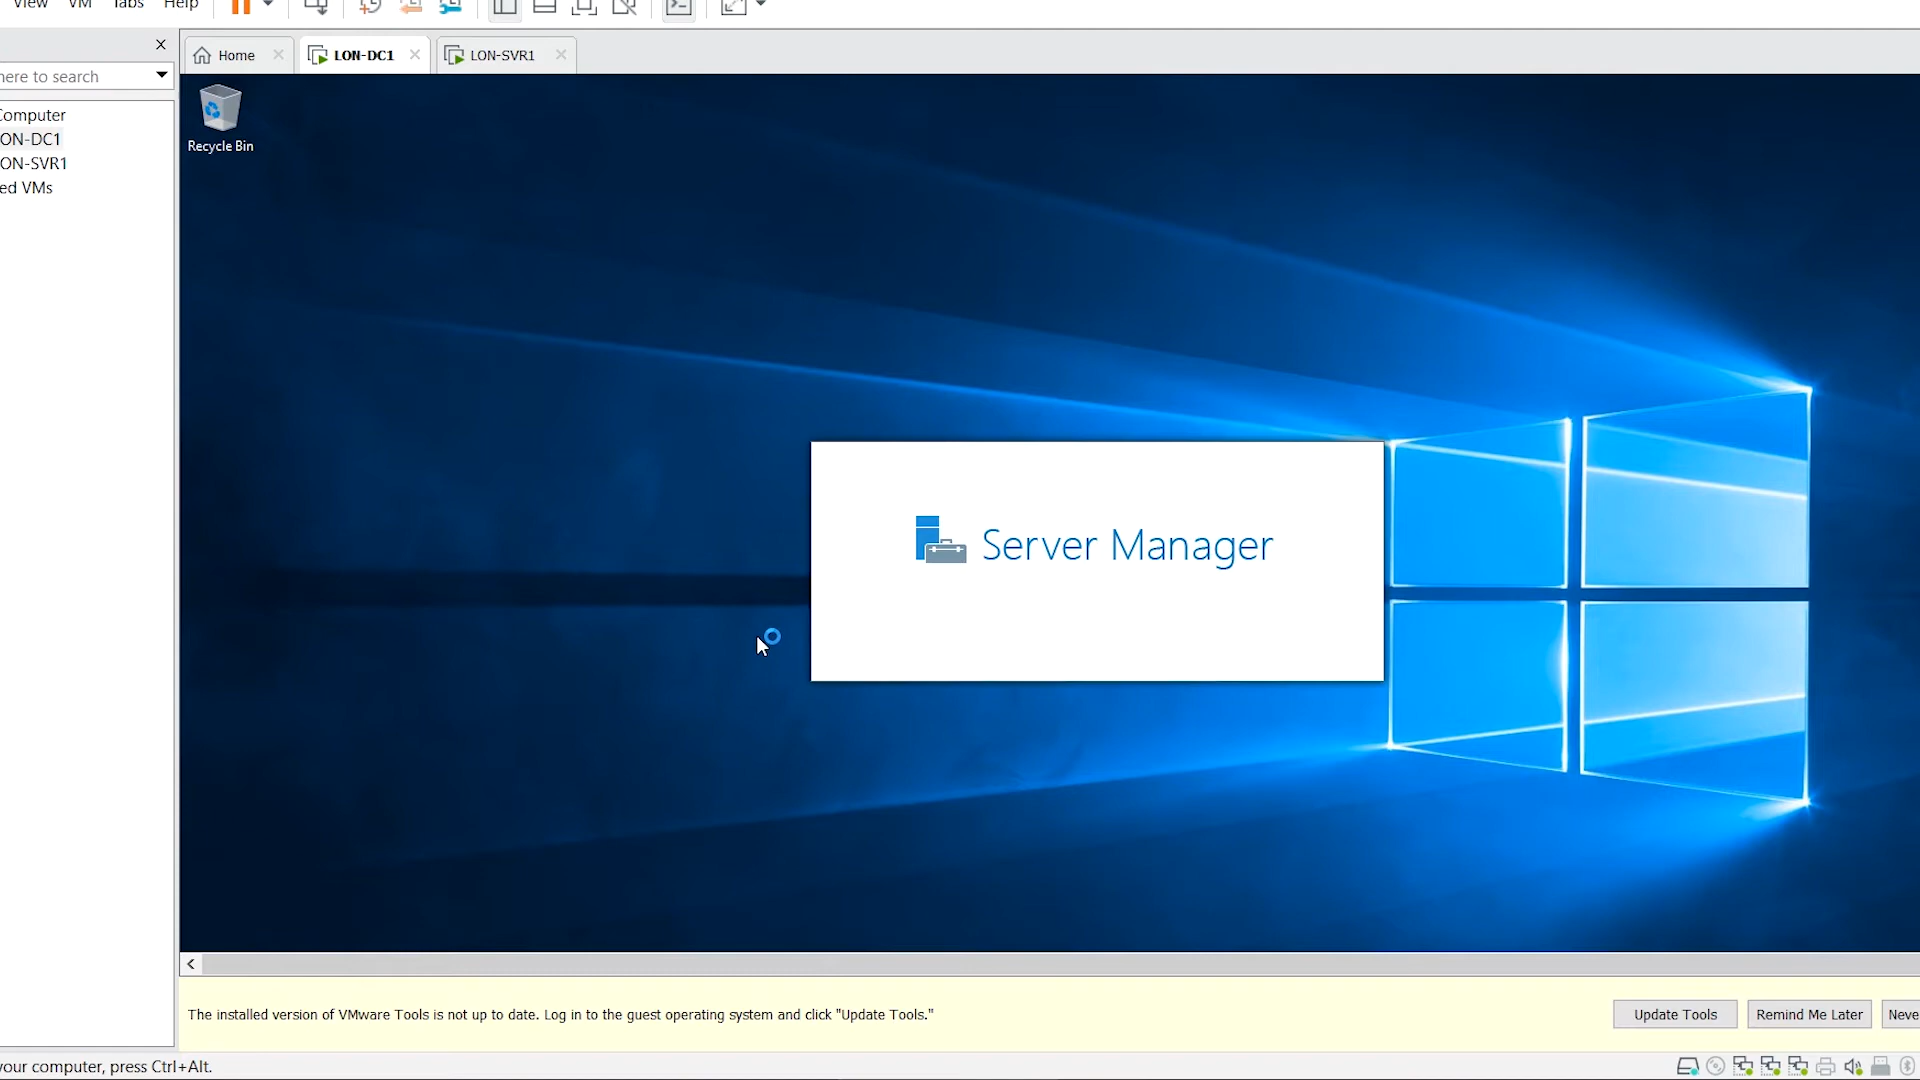 View VM Tabs Help
here to search
Home
LON-DC1
LON-SVR1
Computer
ON-DC1
ON-SVR1
ed VMs
Recycle Bin
Server Manager
The installed version of VMware Tools is not up to date. Log in to the guest operating system and click "Update Tools."
Update Tools
Remind Me Later
Neve
your computer, press Ctrl+Alt.